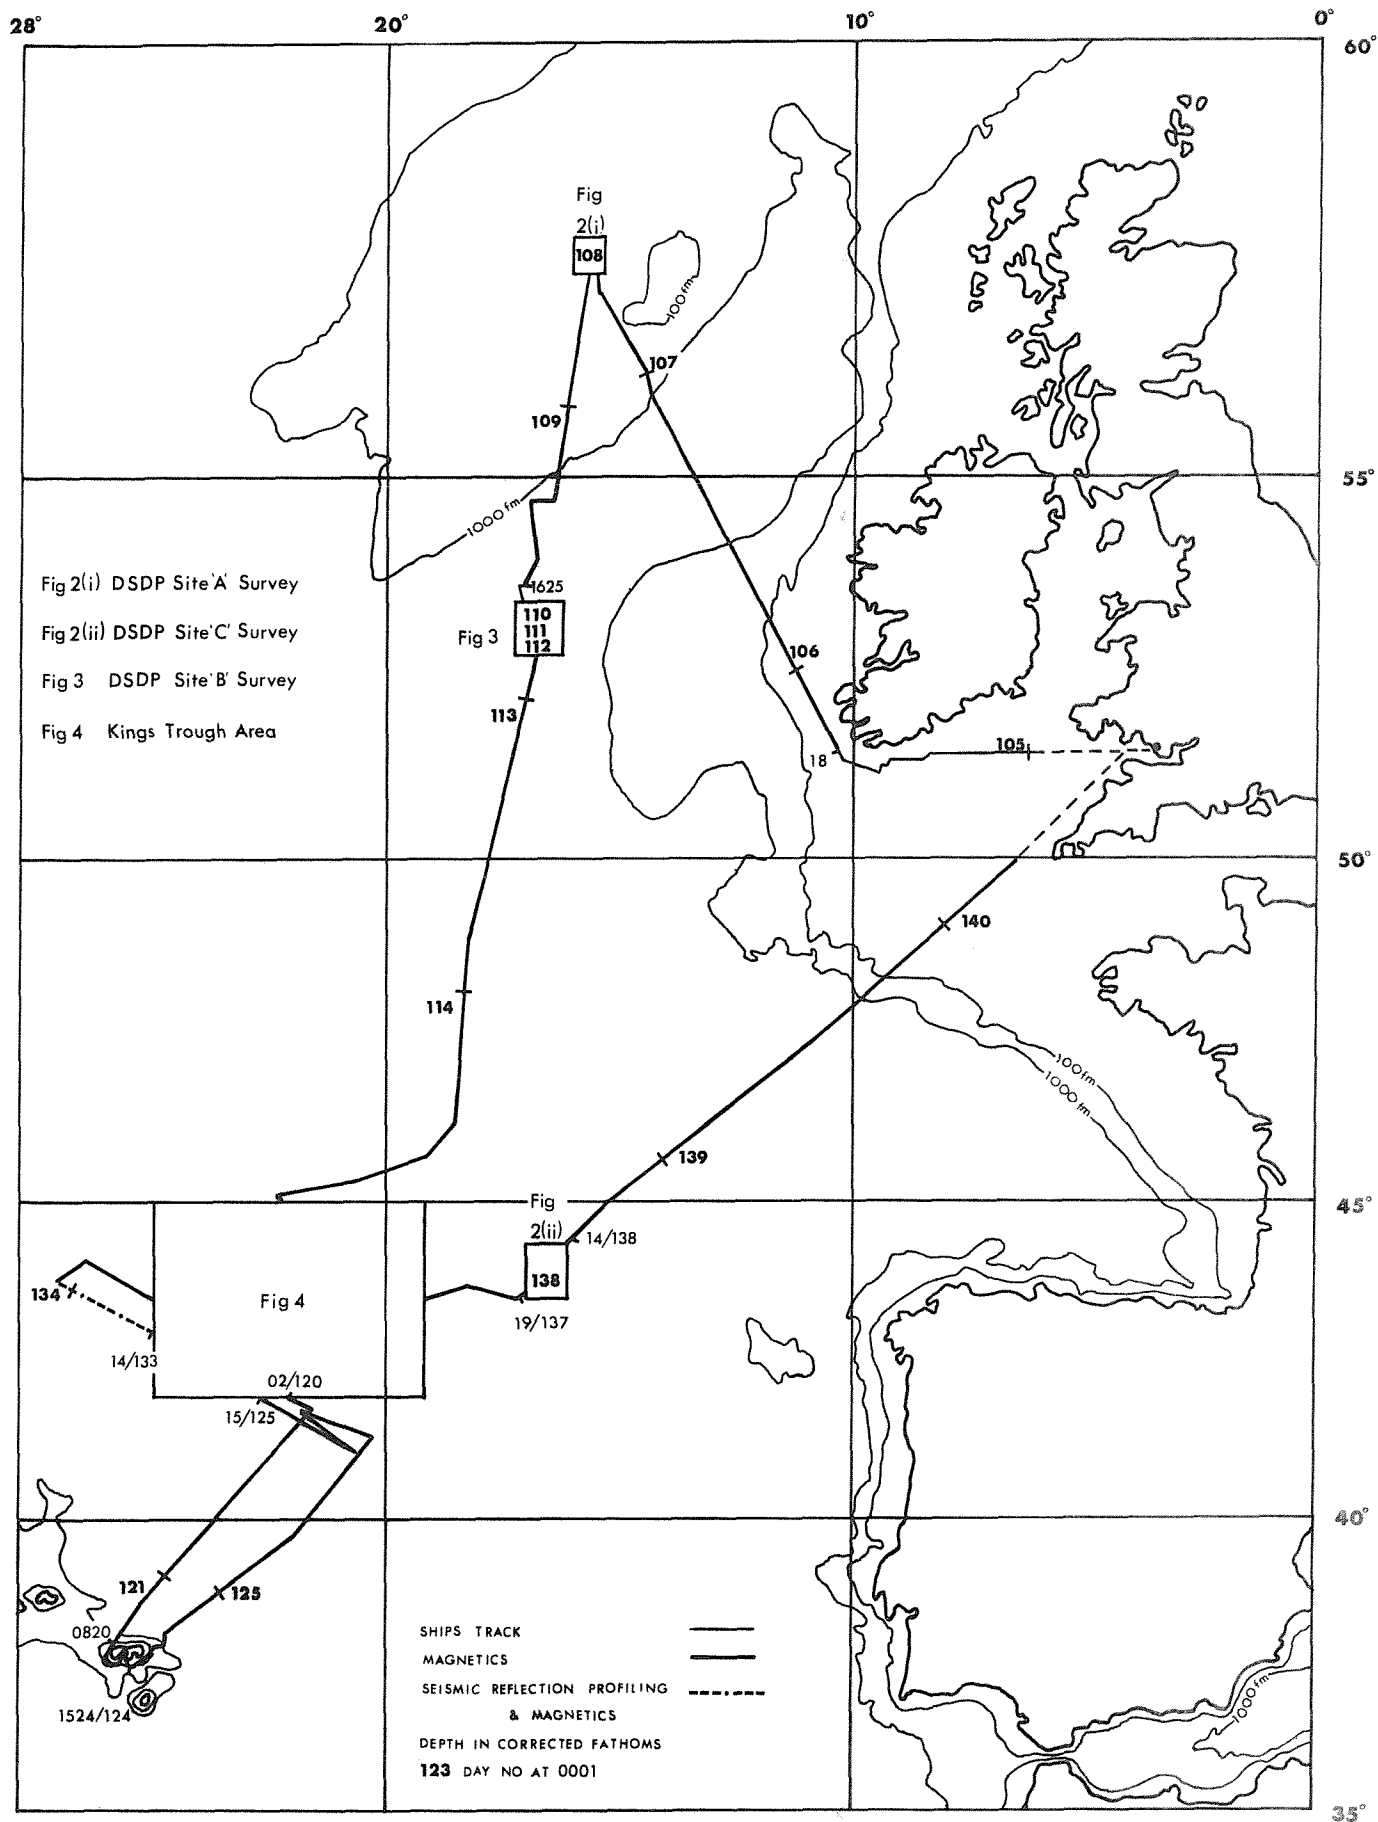 28°
20°
10°
0°
60°
Fig
2(i)
108
100 fm
107
109
55°
1000 fm
Fig 2(i) DSDP Site 'A' Survey
Fig 2(ii) DSDP Site 'C' Survey
Fig 3 DSDP Site 'B' Survey
Fig 4 Kings Trough Area
1625
110
111
112
Fig 3
106
113
18
105
50°
140
114
100 fm
1000 fm
139
45°
Fig
2(ii)
14/138
138
134
Fig 4
19/137
14/133
02/120
15/125
40°
121
125
0820
1524/124
SHIPS TRACK
MAGNETICS
SEISMIC REFLECTION PROFILING
& MAGNETICS
DEPTH IN CORRECTED FATHOMS
123 DAY NO AT 0001
1000 fm
35°